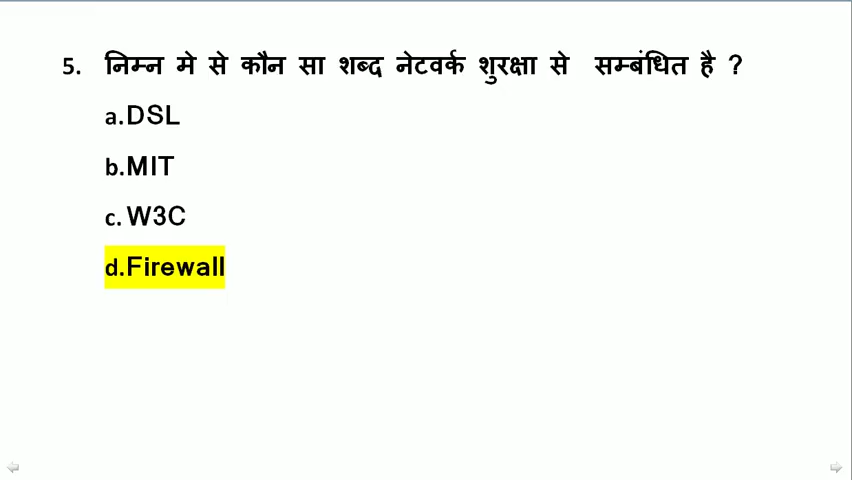 5. निम्न मे से कौन सा शब्द नेटवर्क शुरक्षा से सम्बंधित है ?
a.DSL
b.MIT
c. W3C
d.Firewall